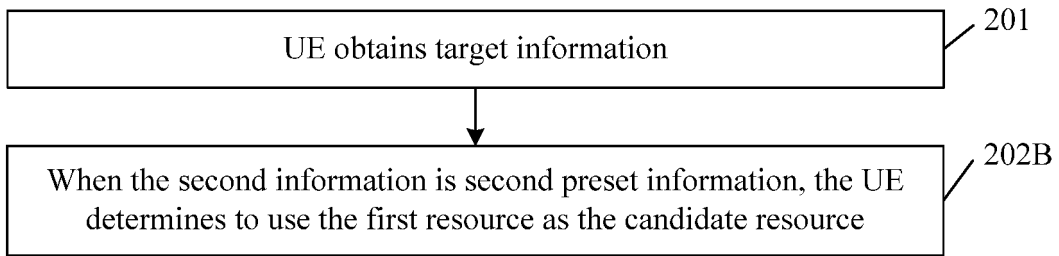 UE obtains target information
201
When the second information is second preset information, the UE
determines to use the first resource as the candidate resource
202B